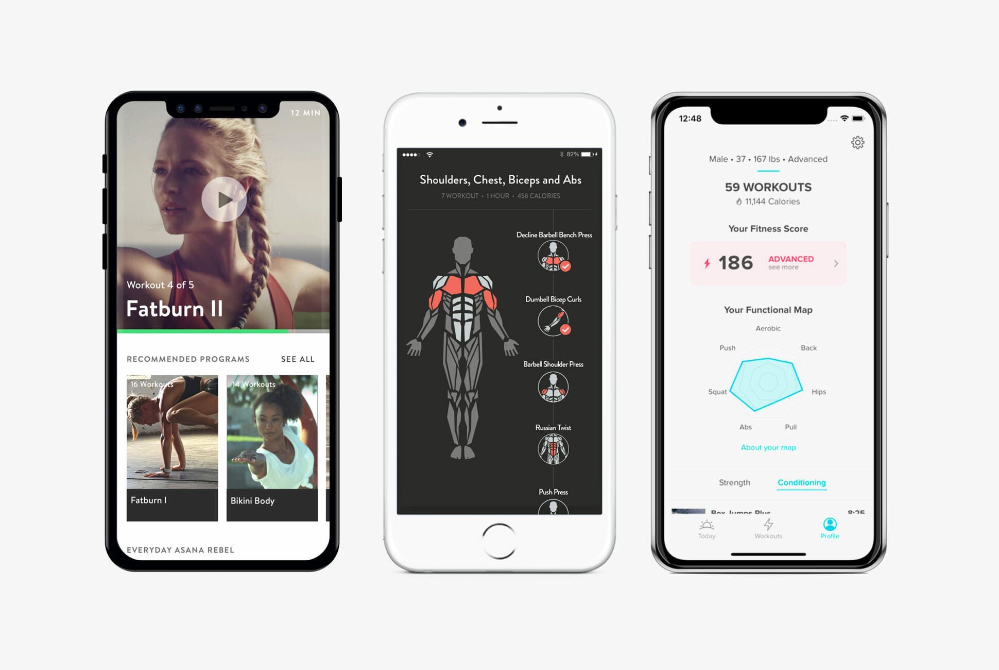 12 MIN
Workout 4 of 5
Fatburn II
RECOMMENDED PROGRAMS SEE ALL
16 Workouts
14 Workouts
Fatburn I
Bikini Body
EVERYDAY ASANA REBEL
82%
Shoulders, Chest, Biceps and Abs
7 WORKOUT • 1 HOUR • 458 CALORIES
Decline Barbell Bench Press
Dumbell Bicep Curls
Barbell Shoulder Press
Russian Twist
Push Press
12:48
Male • 37 • 167 lbs • Advanced
59 WORKOUTS
11,144 Calories
Your Fitness Score
186 ADVANCED
see more
Your Functional Map
Aerobic
Push Back
Squat Hips
Abs Pull
About your map
Strength Conditioning
Box Jumps Plus 8:25
Today Workouts Profile